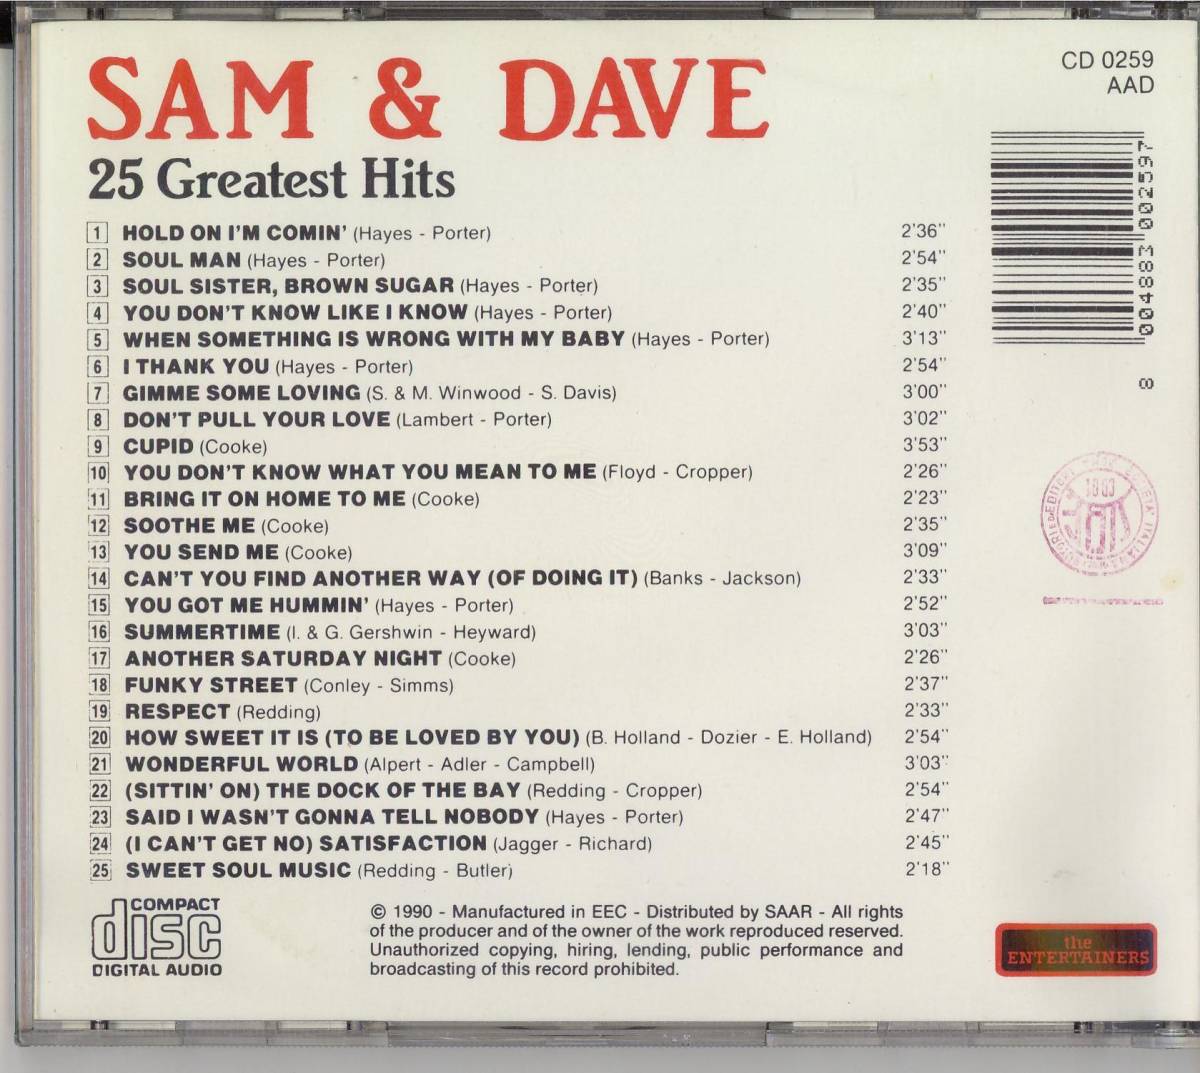 SAM & DAVE
25 Greatest Hits
CD 0259
AAD
1 HOLD ON I'M COMIN' (Hayes - Porter) 2'36"
2 SOUL MAN (Hayes - Porter) 2'54"
3 SOUL SISTER, BROWN SUGAR (Hayes - Porter) 2'35"
4 YOU DON'T KNOW LIKE I KNOW (Hayes - Porter) 2'40"
5 WHEN SOMETHING IS WRONG WITH MY BABY (Hayes - Porter) 3'13"
6 I THANK YOU (Hayes - Porter) 2'54"
7 GIMME SOME LOVING (S. & M. Winwood - S. Davis) 3'00"
8 DON'T PULL YOUR LOVE (Lambert - Porter) 3'02"
9 CUPID (Cooke) 3'53"
10 YOU DON'T KNOW WHAT YOU MEAN TO ME (Floyd - Cropper) 2'26"
11 BRING IT ON HOME TO ME (Cooke) 2'23"
12 SOOTHE ME (Cooke) 2'35"
13 YOU SEND ME (Cooke) 3'09"
14 CAN'T YOU FIND ANOTHER WAY (OF DOING IT) (Banks - Jackson) 2'33"
15 YOU GOT ME HUMMIN' (Hayes - Porter) 2'52"
16 SUMMERTIME (I. & G. Gershwin - Heyward) 3'03"
17 ANOTHER SATURDAY NIGHT (Cooke) 2'26"
18 FUNKY STREET (Conley - Simms) 2'37"
19 RESPECT (Redding) 2'33"
20 HOW SWEET IT IS (TO BE LOVED BY YOU) (B. Holland - Dozier - E. Holland) 2'54"
21 WONDERFUL WORLD (Alpert - Adler - Campbell) 3'03"
22 (SITTIN' ON) THE DOCK OF THE BAY (Redding - Cropper) 2'54"
23 SAID I WASN'T GONNA TELL NOBODY (Hayes - Porter) 2'47"
24 (I CAN'T GET NO) SATISFACTION (Jagger - Richard) 2'45"
25 SWEET SOUL MUSIC (Redding - Butler) 2'18"
8 004883 002597
1883
COMPACT
disc
DIGITAL AUDIO
© 1990 - Manufactured in EEC - Distributed by SAAR - All rights
of the producer and of the owner of the work reproduced reserved.
Unauthorized copying, hiring, lending, public performance and
broadcasting of this record prohibited.
the
ENTERTAINERS